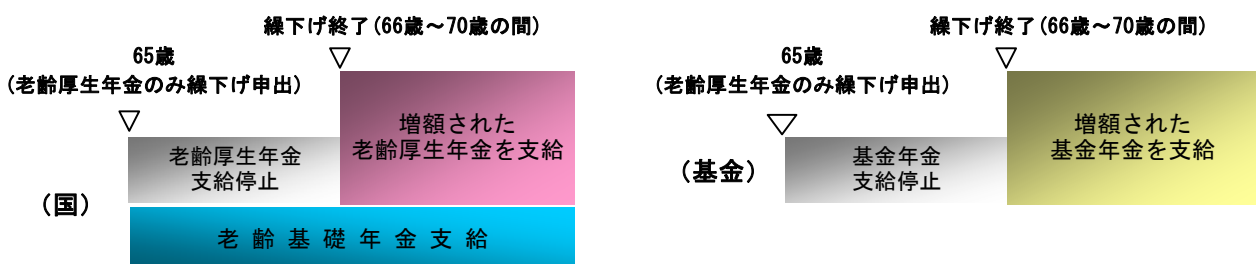 繰下げ終了(66歳～70歳の間)
65歳
(老齢厚生年金のみ繰下げ申出)
増額された
老齢厚生年金を支給
老齢厚生年金
支給停止
(国)
老齢基礎年金支給
繰下げ終了(66歳～70歳の間)
65歳
(老齢厚生年金のみ繰下げ申出)
増額された
基金年金を支給
基金年金
支給停止
(基金)